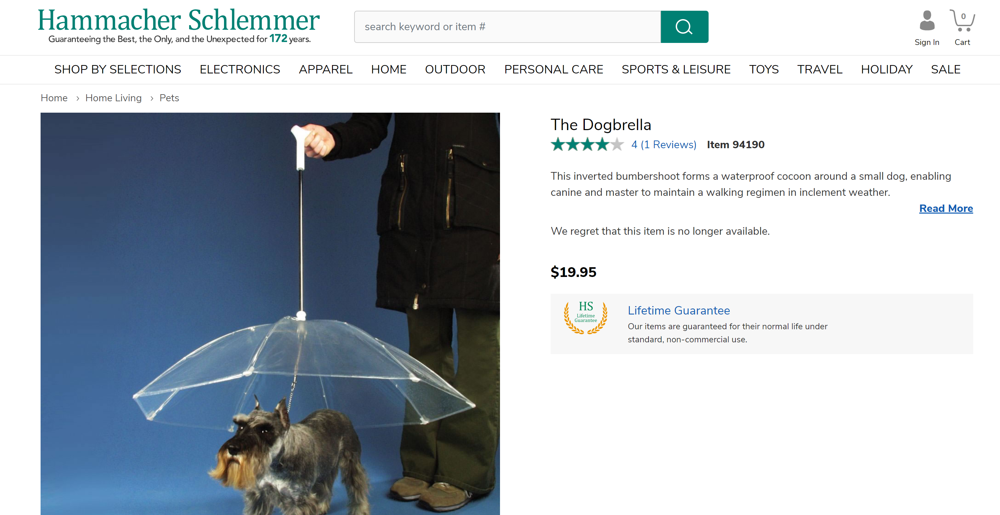 Hammacher Schlemmer
Guaranteeing the Best, the Only, and the Unexpected for 172 years.
search keyword or item #
0
Sign In
Cart
SHOP BY SELECTIONS
ELECTRONICS
APPAREL
HOME
OUTDOOR
PERSONAL CARE
SPORTS & LEISURE
TOYS
TRAVEL
HOLIDAY
SALE
Home › Home Living › Pets
The Dogbrella
4 (1 Reviews) Item 94190
This inverted bumbershoot forms a waterproof cocoon around a small dog, enabling
canine and master to maintain a walking regimen in inclement weather.
Read More
We regret that this item is no longer available.
$19.95
HS
Lifetime
Guarantee
Lifetime Guarantee
Our items are guaranteed for their normal life under
standard, non-commercial use.